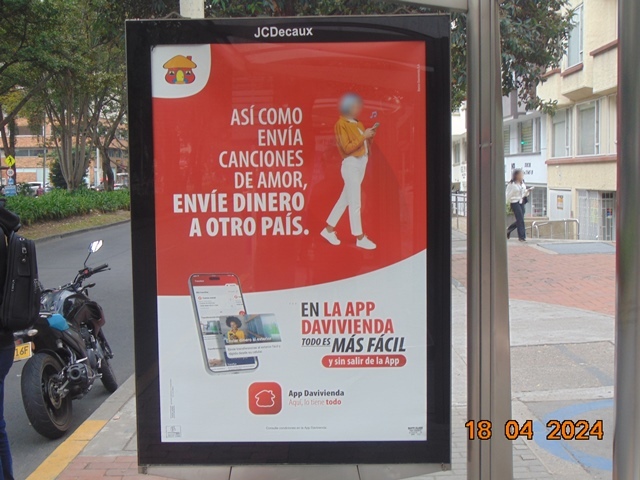 JCDecaux
ASÍ COMO
ENVÍA
CANCIONES
DE AMOR,
ENVÍE DINERO
A OTRO PAÍS.
EN LA APP
DAVIVIENDA
TODO ES MÁS FÁCIL
y sin salir de la App
App Davivienda
Aquí, lo tiene todo
18 04 2024